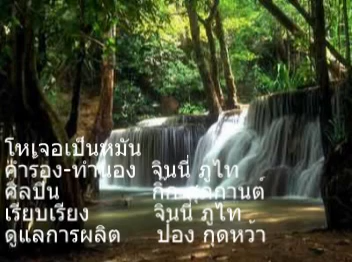 โหเจอเป็นหมัน
คำร้อง-ทำนอง จินนี่ ภูไท
ศิลปิน
เรียบเรียง จินนี่ ภูไท
ดูแลการผลิต ปอง กุดหว้า